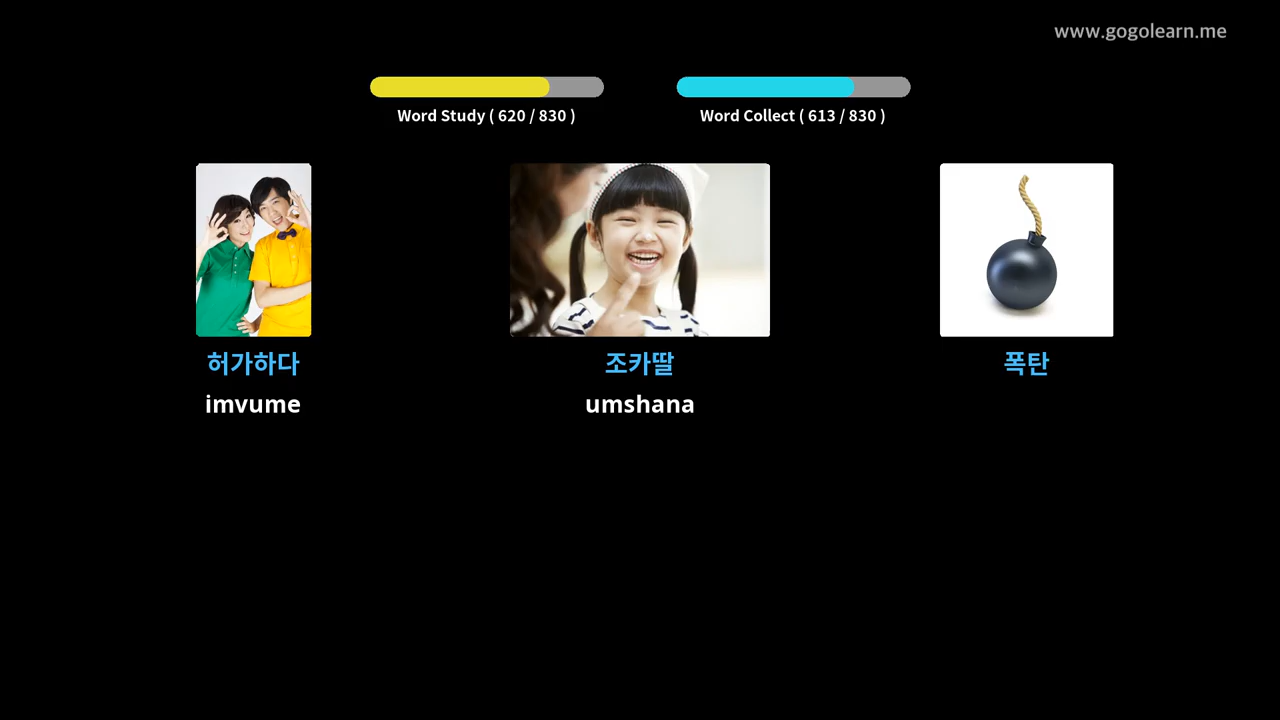 www.gogolearn.me
Word Study ( 620 / 830 )
Word Collect ( 613 / 830 )
허가하다
조카딸
폭탄
imvume
umshana